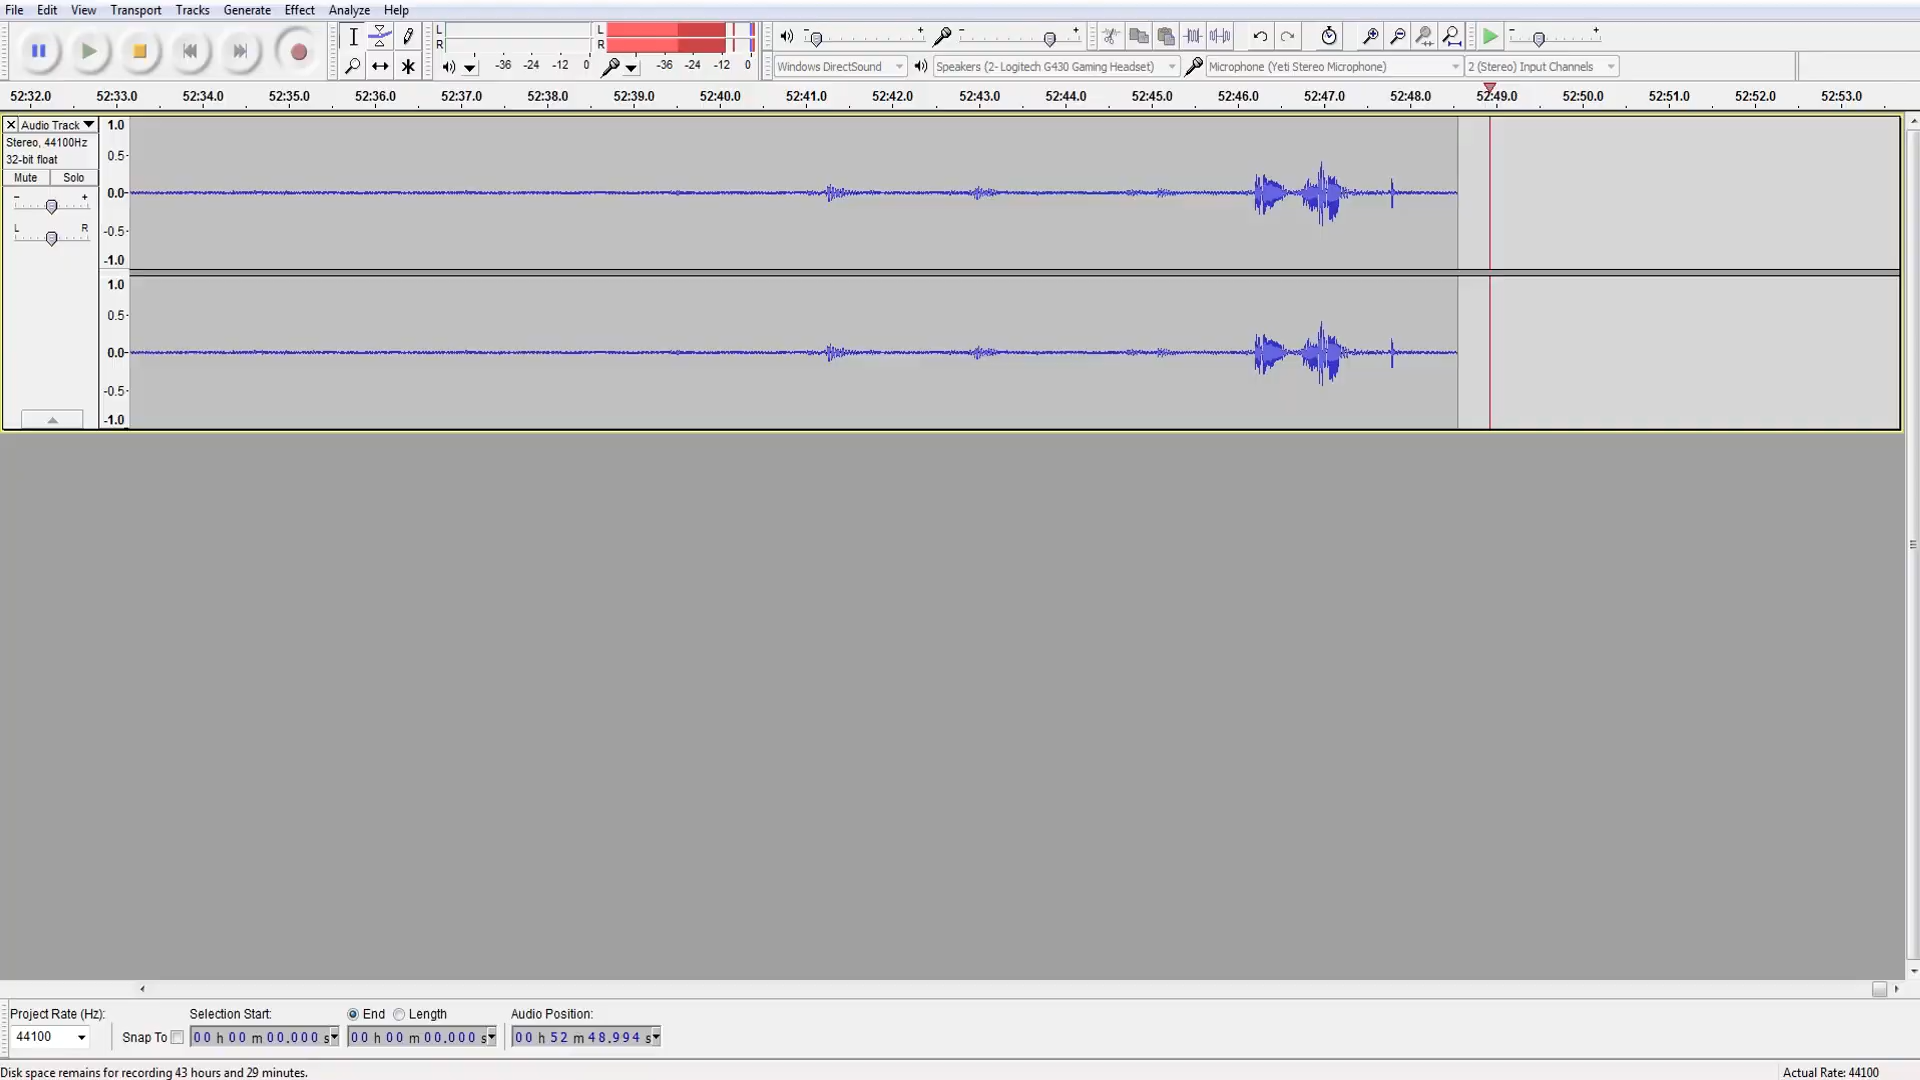 File Edit View Transport Tracks Generate Effect Analyze Help
L
R
-36 -24 -12 0
L
R
-36 -24 -12 0
- +
- +
- +
Windows DirectSound Speakers (2- Logitech G430 Gaming Headset) Microphone (Yeti Stereo Microphone) 2 (Stereo) Input Channels
52:32.0 52:33.0 52:34.0 52:35.0 52:36.0 52:37.0 52:38.0 52:39.0 52:40.0 52:41.0 52:42.0 52:43.0 52:44.0 52:45.0 52:46.0 52:47.0 52:48.0 52:49.0 52:50.0 52:51.0 52:52.0 52:53.0
Audio Track
Stereo, 44100Hz
32-bit float
Mute Solo
- +
L R
1.0
0.5
0.0
-0.5
-1.0
1.0
0.5
0.0
-0.5
-1.0
Project Rate (Hz): Selection Start: End Length Audio Position:
44100 Snap To 00 h 00 m 00.000 s 00 h 00 m 00.000 s 00 h 52 m 48.994 s
Disk space remains for recording 43 hours and 29 minutes. Actual Rate: 44100